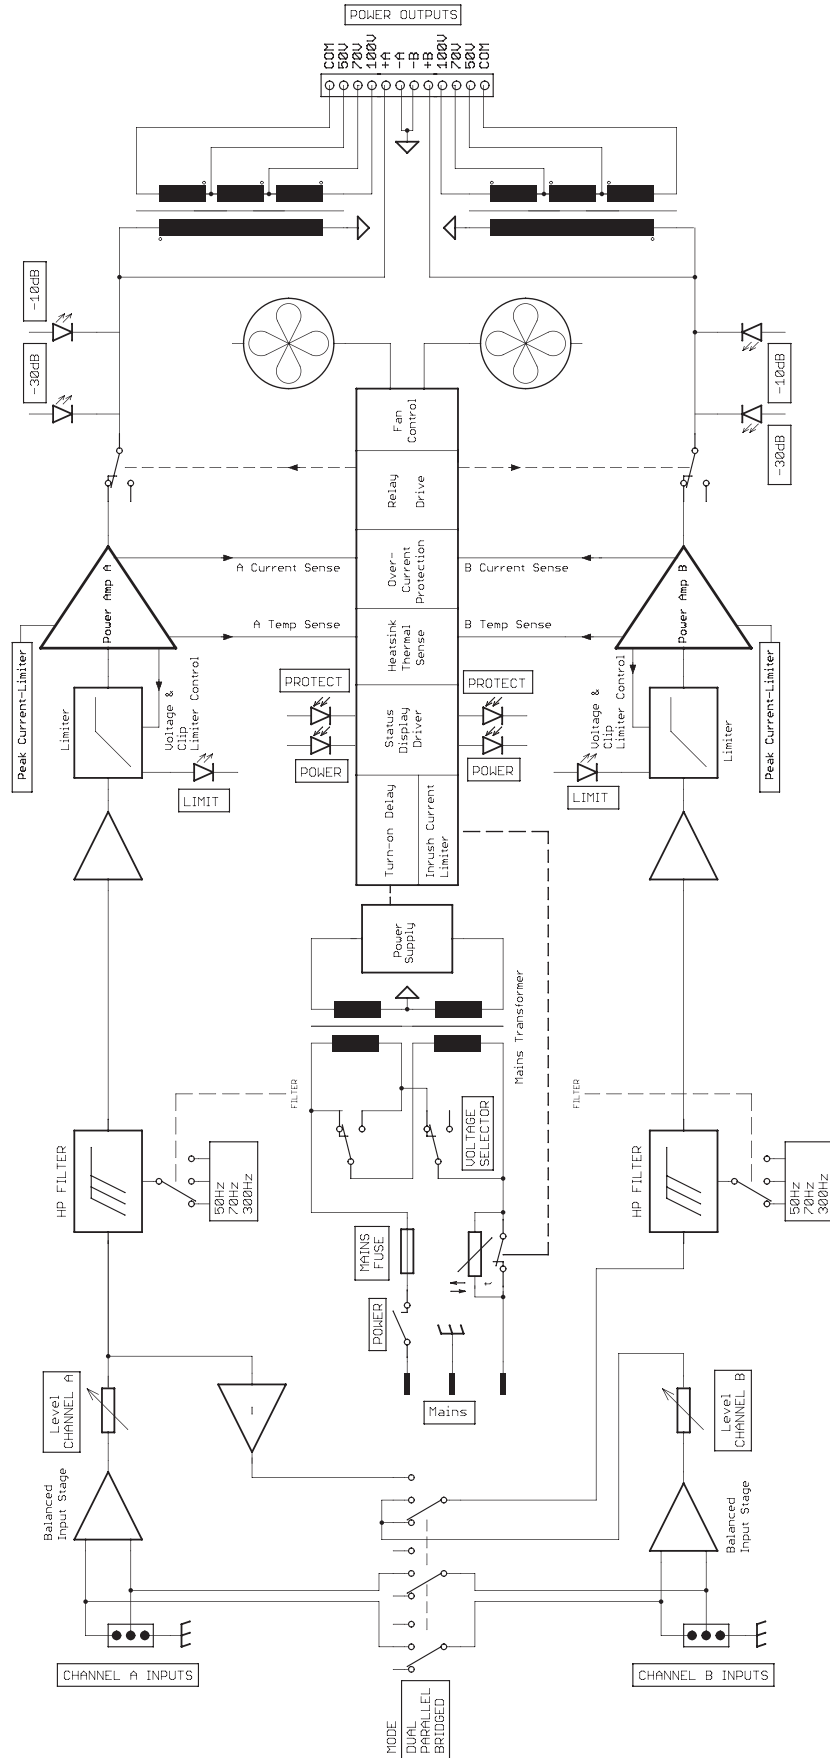 POWER OUTPUTS
COM
50V
70V
100V
+A
-A
-B
+B
100V
70V
50V
COM
-10dB
-30dB
-10dB
-30dB
Fan
Control
Relay
Drive
Over-
Current
Protection
Heatsink
Thermal
Sense
Status
Display
Driver
Turn-on Delay
Inrush Current
Limiter
A Current Sense
B Current Sense
A Temp Sense
B Temp Sense
Power Amp A
Power Amp B
Peak Current-Limiter
Peak Current-Limiter
PROTECT
PROTECT
POWER
POWER
Limiter
Voltage &
Clip
Limiter Control
LIMIT
Voltage &
Clip
Limiter Control
Limiter
LIMIT
Power
Supply
Mains Transformer
FILTER
FILTER
HP FILTER
50Hz
70Hz
300Hz
VOLTAGE
SELECTOR
HP FILTER
50Hz
70Hz
300Hz
MAINS
FUSE
t
POWER
Mains
Level
CHANNEL A
Level
CHANNEL B
Balanced
Input Stage
Balanced
Input Stage
CHANNEL A INPUTS
CHANNEL B INPUTS
MODE
DUAL
PARALLEL
BRIDGED